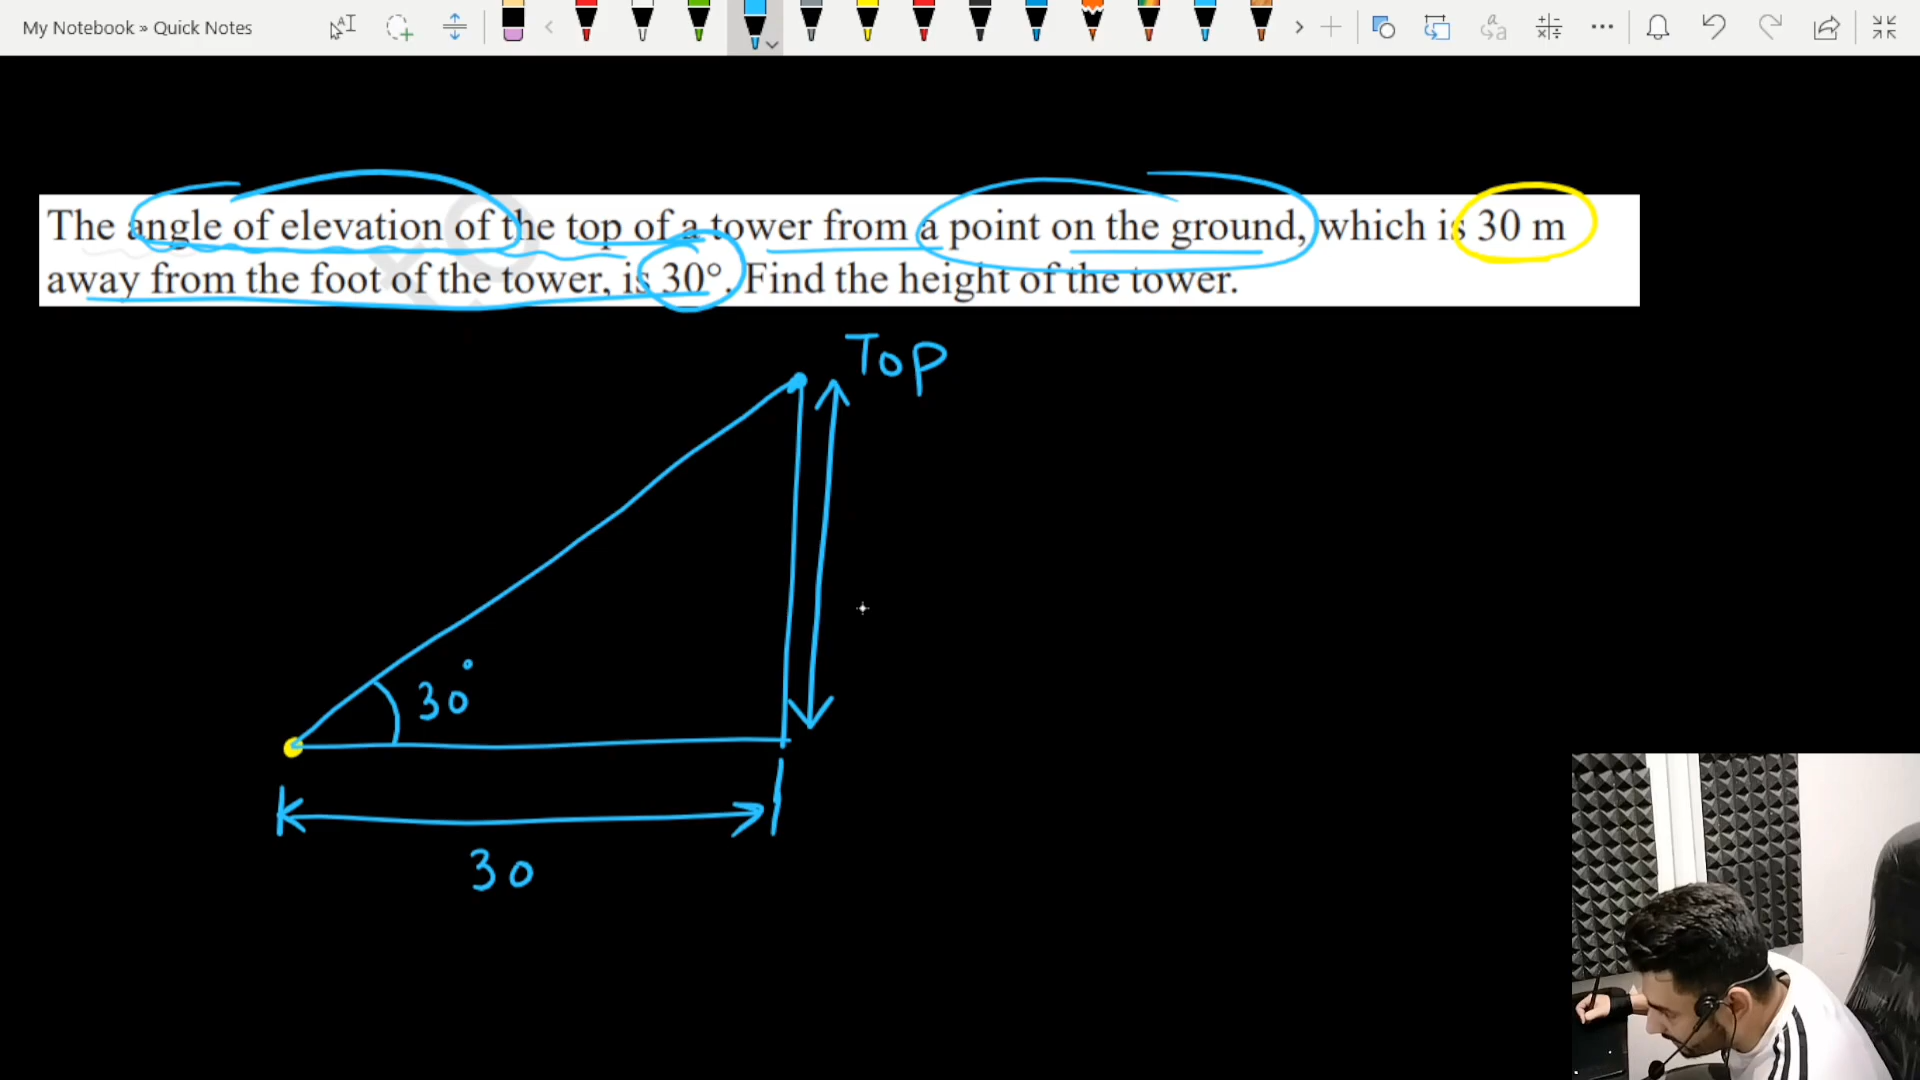 My Notebook » Quick Notes
The angle of elevation of the top of a tower from a point on the ground, which is 30 m
away from the foot of the tower, is 30°. Find the height of the tower.
Top
30°
30